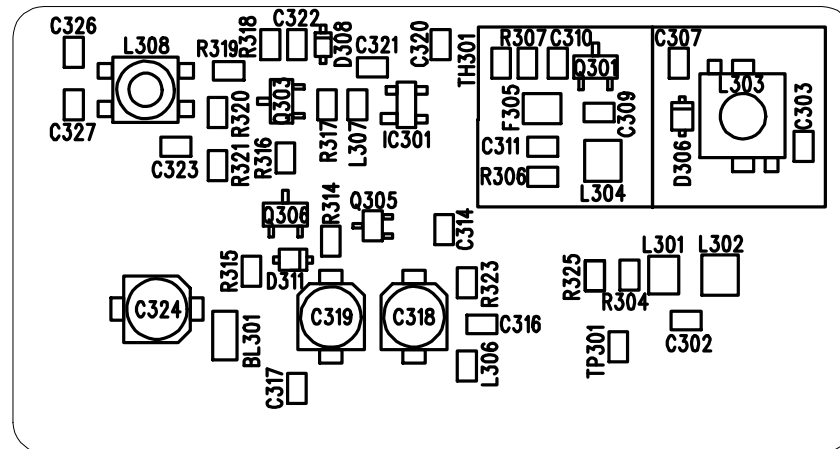 C326
L308
R319
R318
C322
D308
C321
C320
TH301
R307
C310
Q301
C307
L303
C327
R320
Q303
R317
L307
IC301
F305
C309
D306
C303
C323
R321
R316
C311
R306
L304
Q306
R314
Q305
C314
R315
D311
R323
R325
R304
L301
L302
C324
BL301
C319
C318
C316
C302
L306
TP301
C317